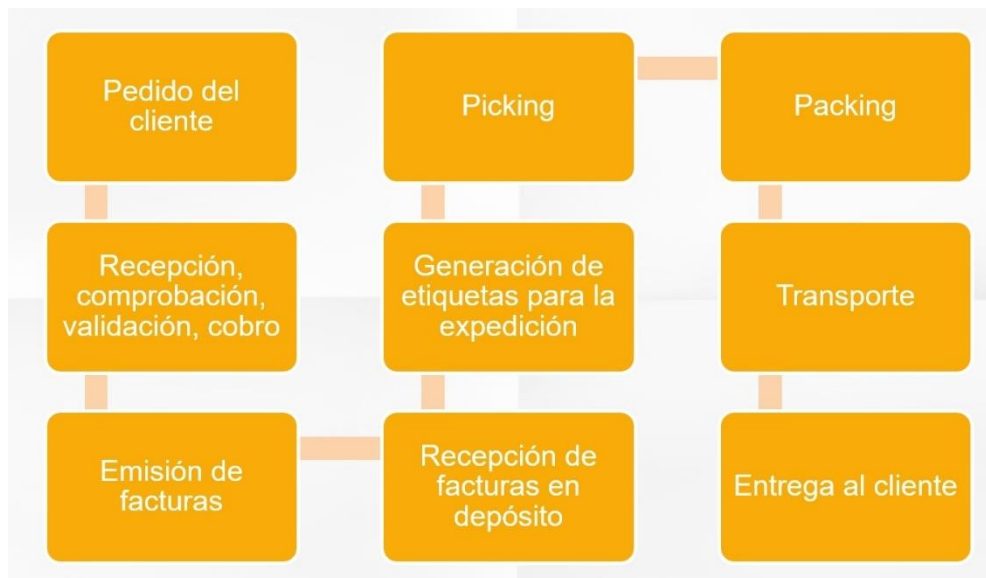 Pedido del
cliente
Recepción,
comprobación,
validación, cobro
Emisión de
facturas
Recepción de
facturas en
depósito
Generación de
etiquetas para la
expedición
Picking
Packing
Transporte
Entrega al cliente